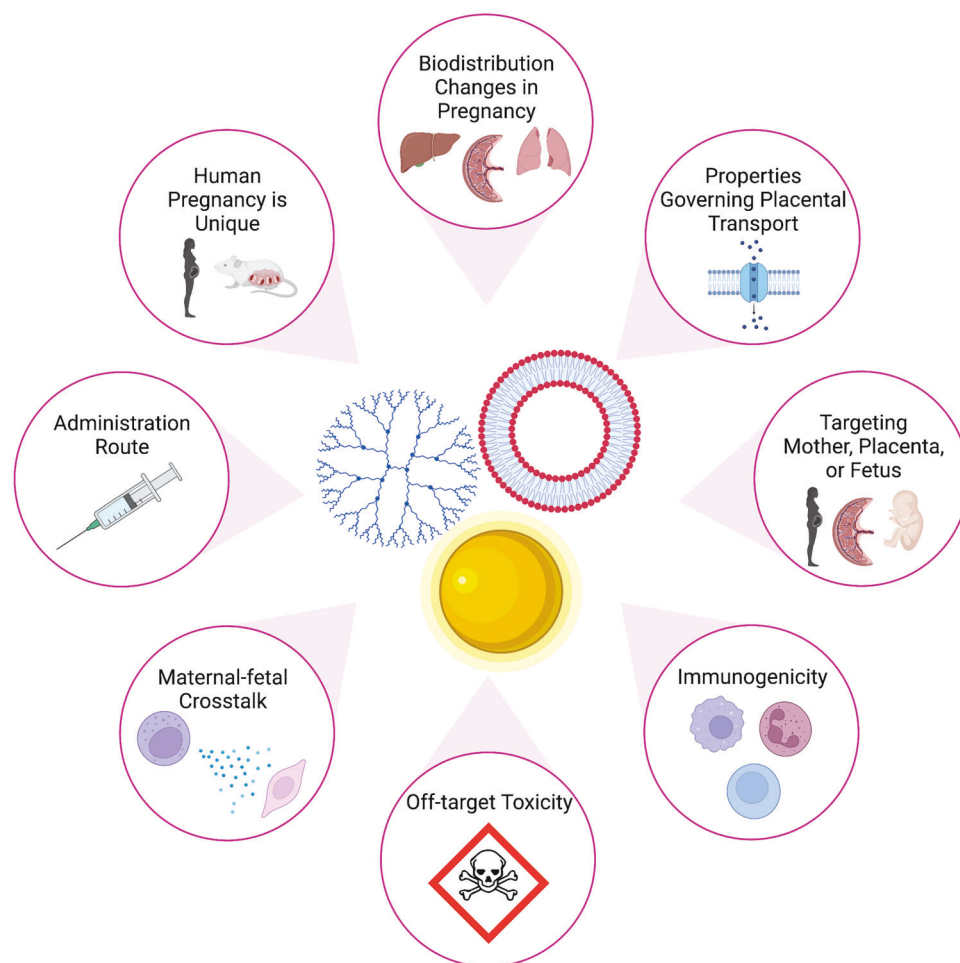 Biodistribution
Changes in
Pregnancy
Properties
Governing Placental
Transport
Targeting
Mother, Placenta,
or Fetus
Immunogenicity
Off-target Toxicity
Maternal-fetal
Crosstalk
Administration
Route
Human
Pregnancy is
Unique